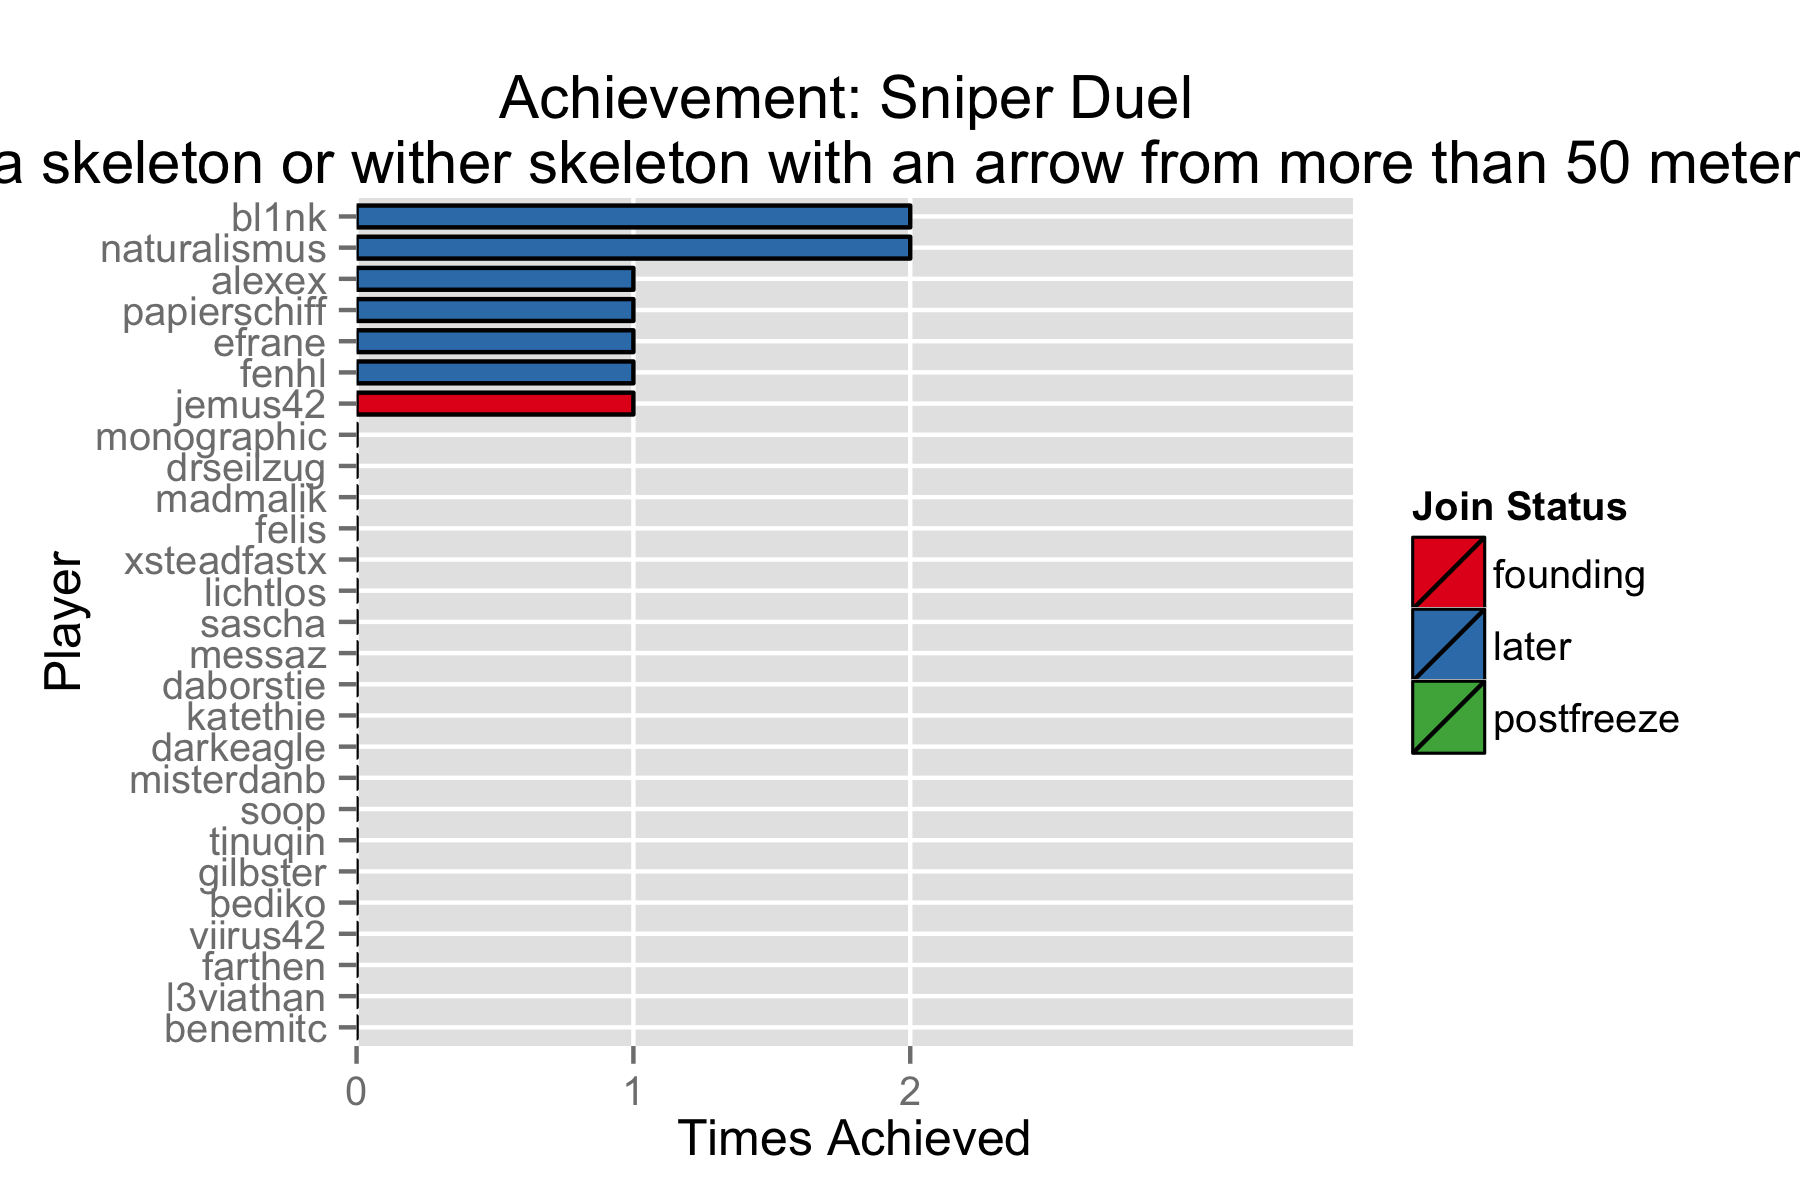 Achievement: Sniper Duel
a skeleton or wither skeleton with an arrow from more than 50 meter
bl1nk
naturalismus
alexex
papierschiff
efrane
fenhl
jemus42
monographic
drseilzug
madmalik
felis
xsteadfastx
lichtlos
sascha
messaz
daborstie
katethie
darkeagle
misterdanb
soop
tinuqin
gilbster
bediko
viirus42
farthen
l3viathan
benemitc
Player
0 1 2
Times Achieved
Join Status
founding
later
postfreeze